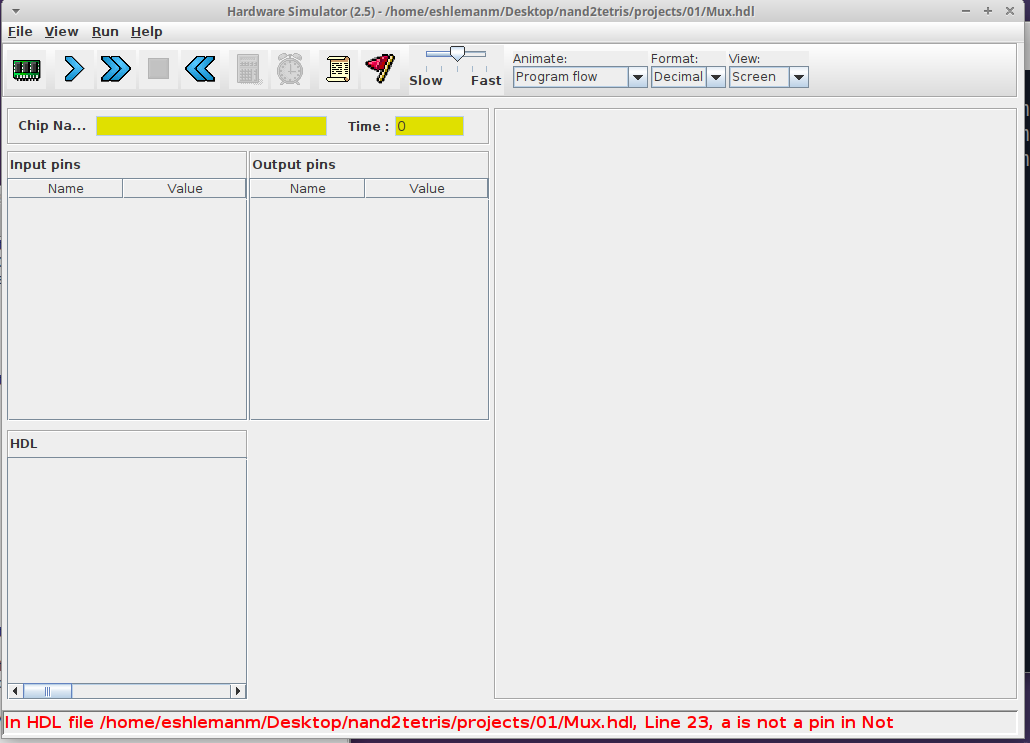 Hardware Simulator (2.5) - /home/eshlemanm/Desktop/nand2tetris/projects/01/Mux.hdl
File View Run Help
Animate: Format: View:
Slow Fast Program flow Decimal Screen
Chip Na... Time : 0
Input pins Output pins
Name Value Name Value
HDL
In HDL file /home/eshlemanm/Desktop/nand2tetris/projects/01/Mux.hdl, Line 23, a is not a pin in Not